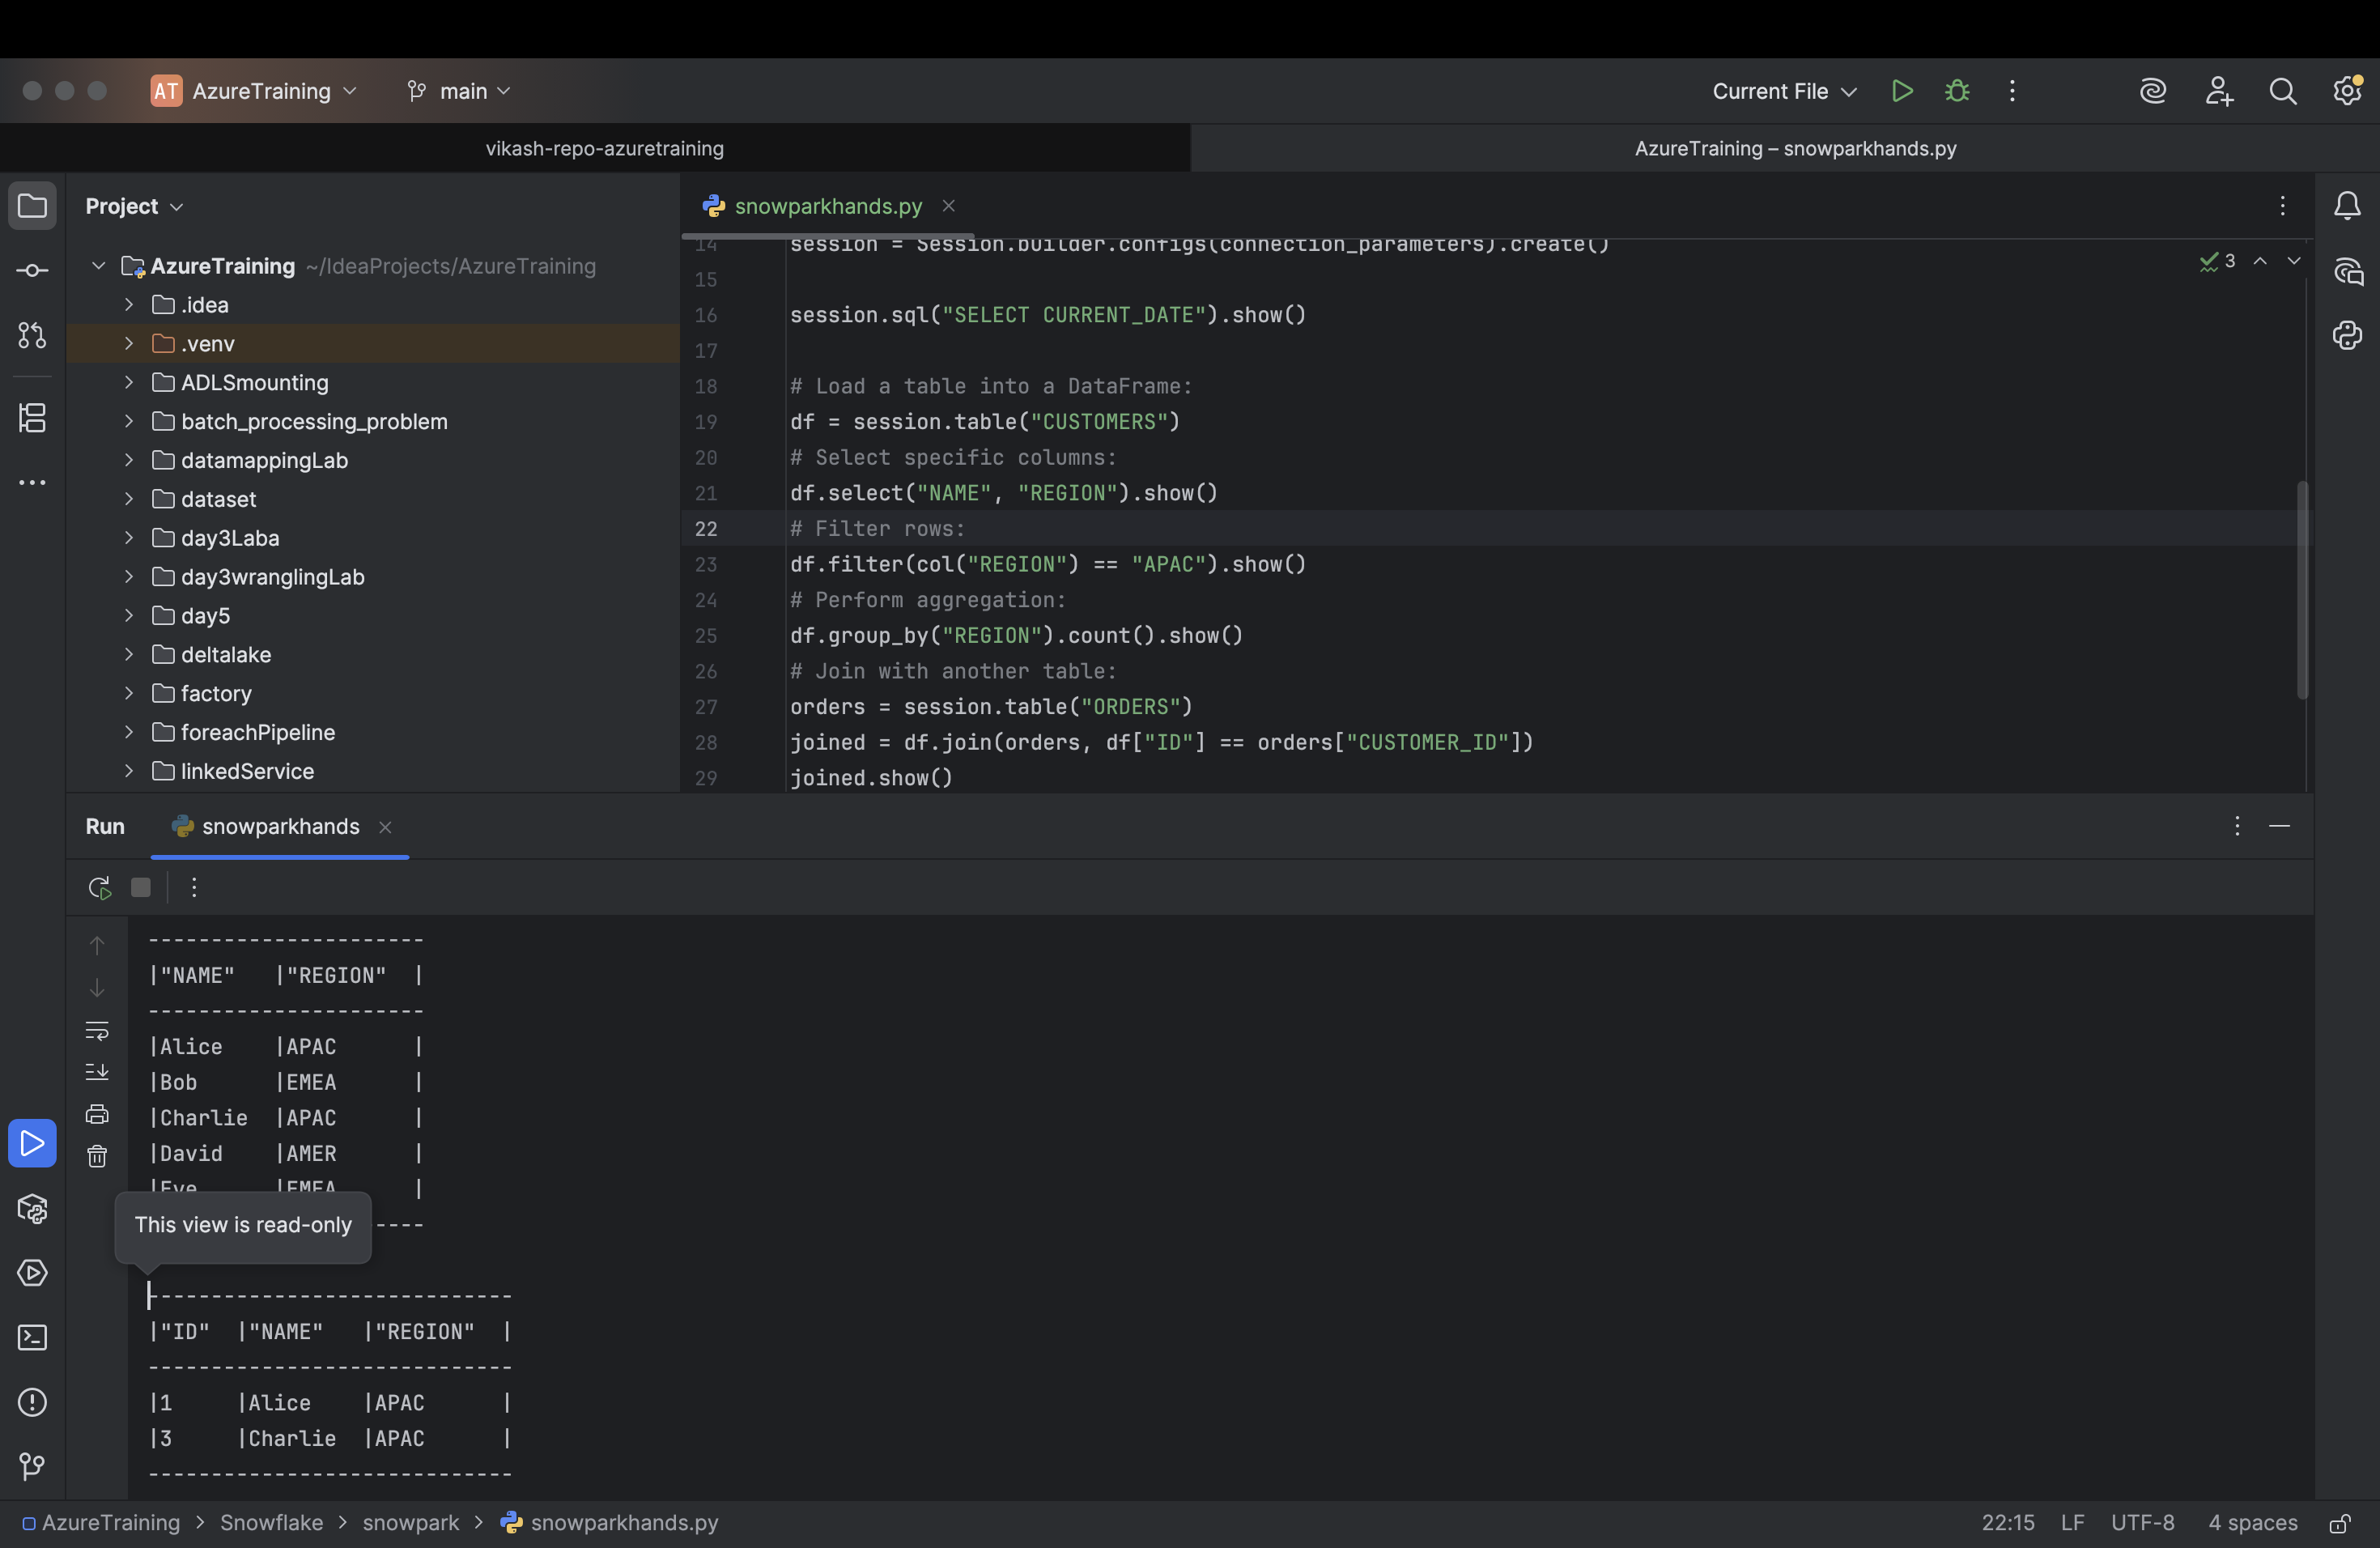 AT AzureTraining main Current File
vikash-repo-azuretraining AzureTraining – snowparkhands.py
Project
AzureTraining ~/IdeaProjects/AzureTraining
.idea
.venv
ADLSmounting
batch_processing_problem
datamappingLab
dataset
day3Laba
day3wranglingLab
day5
deltalake
factory
foreachPipeline
linkedService
snowparkhands.py
3
14 session = Session.builder.configs(connection_parameters).create()
15
16 session.sql("SELECT CURRENT_DATE").show()
17
18 # Load a table into a DataFrame:
19 df = session.table("CUSTOMERS")
20 # Select specific columns:
21 df.select("NAME", "REGION").show()
22 # Filter rows:
23 df.filter(col("REGION") == "APAC").show()
24 # Perform aggregation:
25 df.group_by("REGION").count().show()
26 # Join with another table:
27 orders = session.table("ORDERS")
28 joined = df.join(orders, df["ID"] == orders["CUSTOMER_ID"])
29 joined.show()
Run snowparkhands
----------------------
|"NAME" |"REGION" |
----------------------
|Alice |APAC |
|Bob |EMEA |
|Charlie |APAC |
|David |AMER |
|Eve |EMEA |
----
This view is read-only
-----------------------------
|"ID" |"NAME" |"REGION" |
-----------------------------
|1 |Alice |APAC |
|3 |Charlie |APAC |
-----------------------------
AzureTraining > Snowflake > snowpark > snowparkhands.py 22:15 LF UTF-8 4 spaces